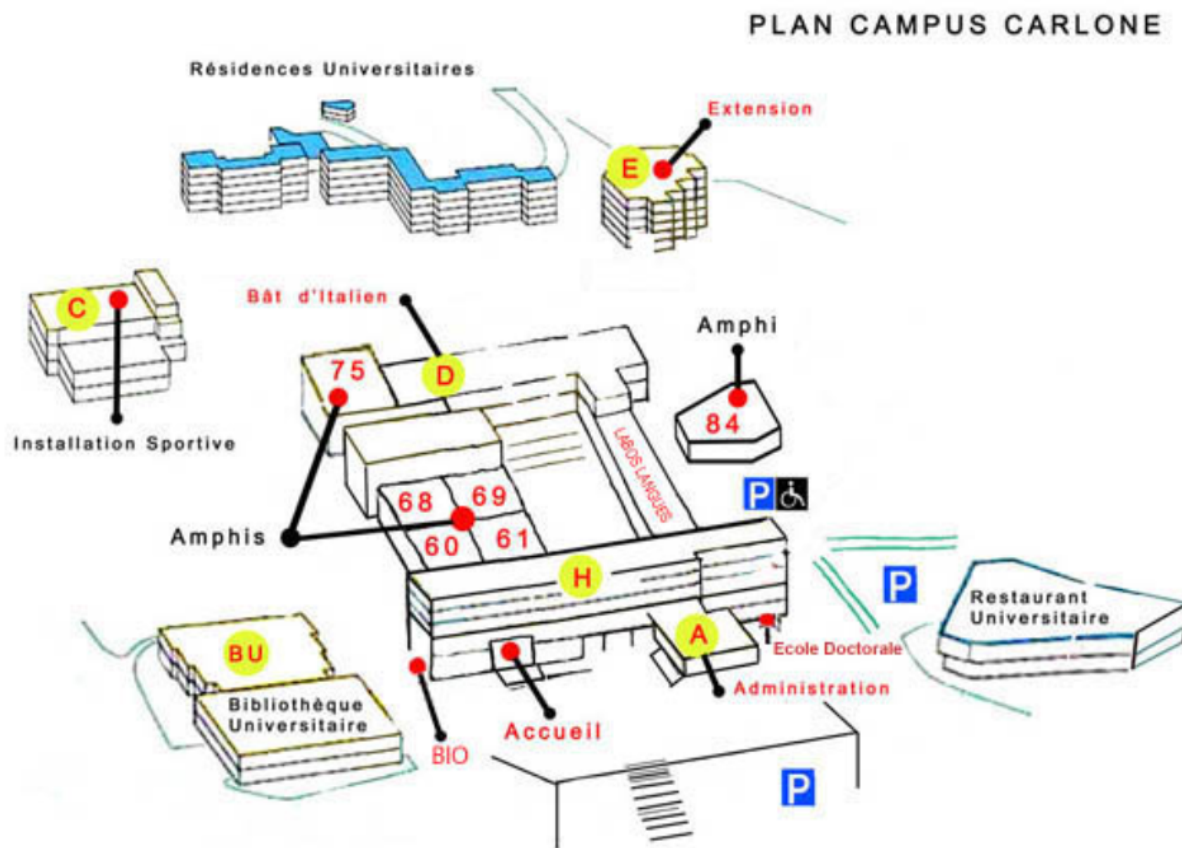 PLAN CAMPUS CARLONE
Résidences Universitaires
Extension
E
C
Bât d'Italien
Amphi
75
D
84
Installation Sportive
LABOS LANGUES
68
69
P
Amphis
60
61
H
P
Restaurant
Universitaire
BU
A
Ecole Doctorale
Bibliothèque
Universitaire
Administration
Accueil
BIO
P